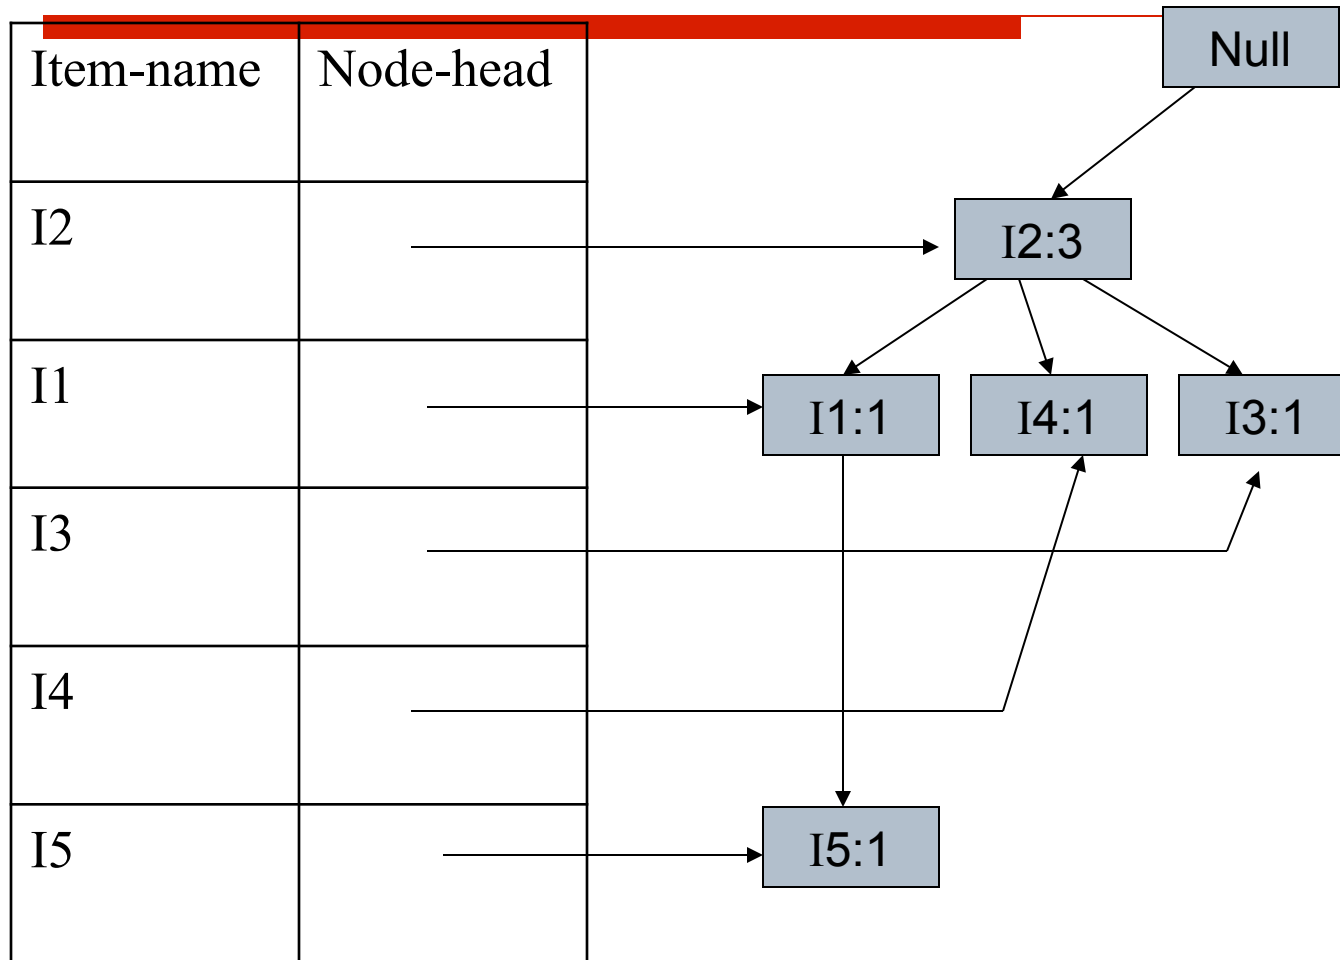 Item-name Node-head
Null
I2
I2:3
I1
I1:1 I4:1 I3:1
I3
I4
I5
I5:1